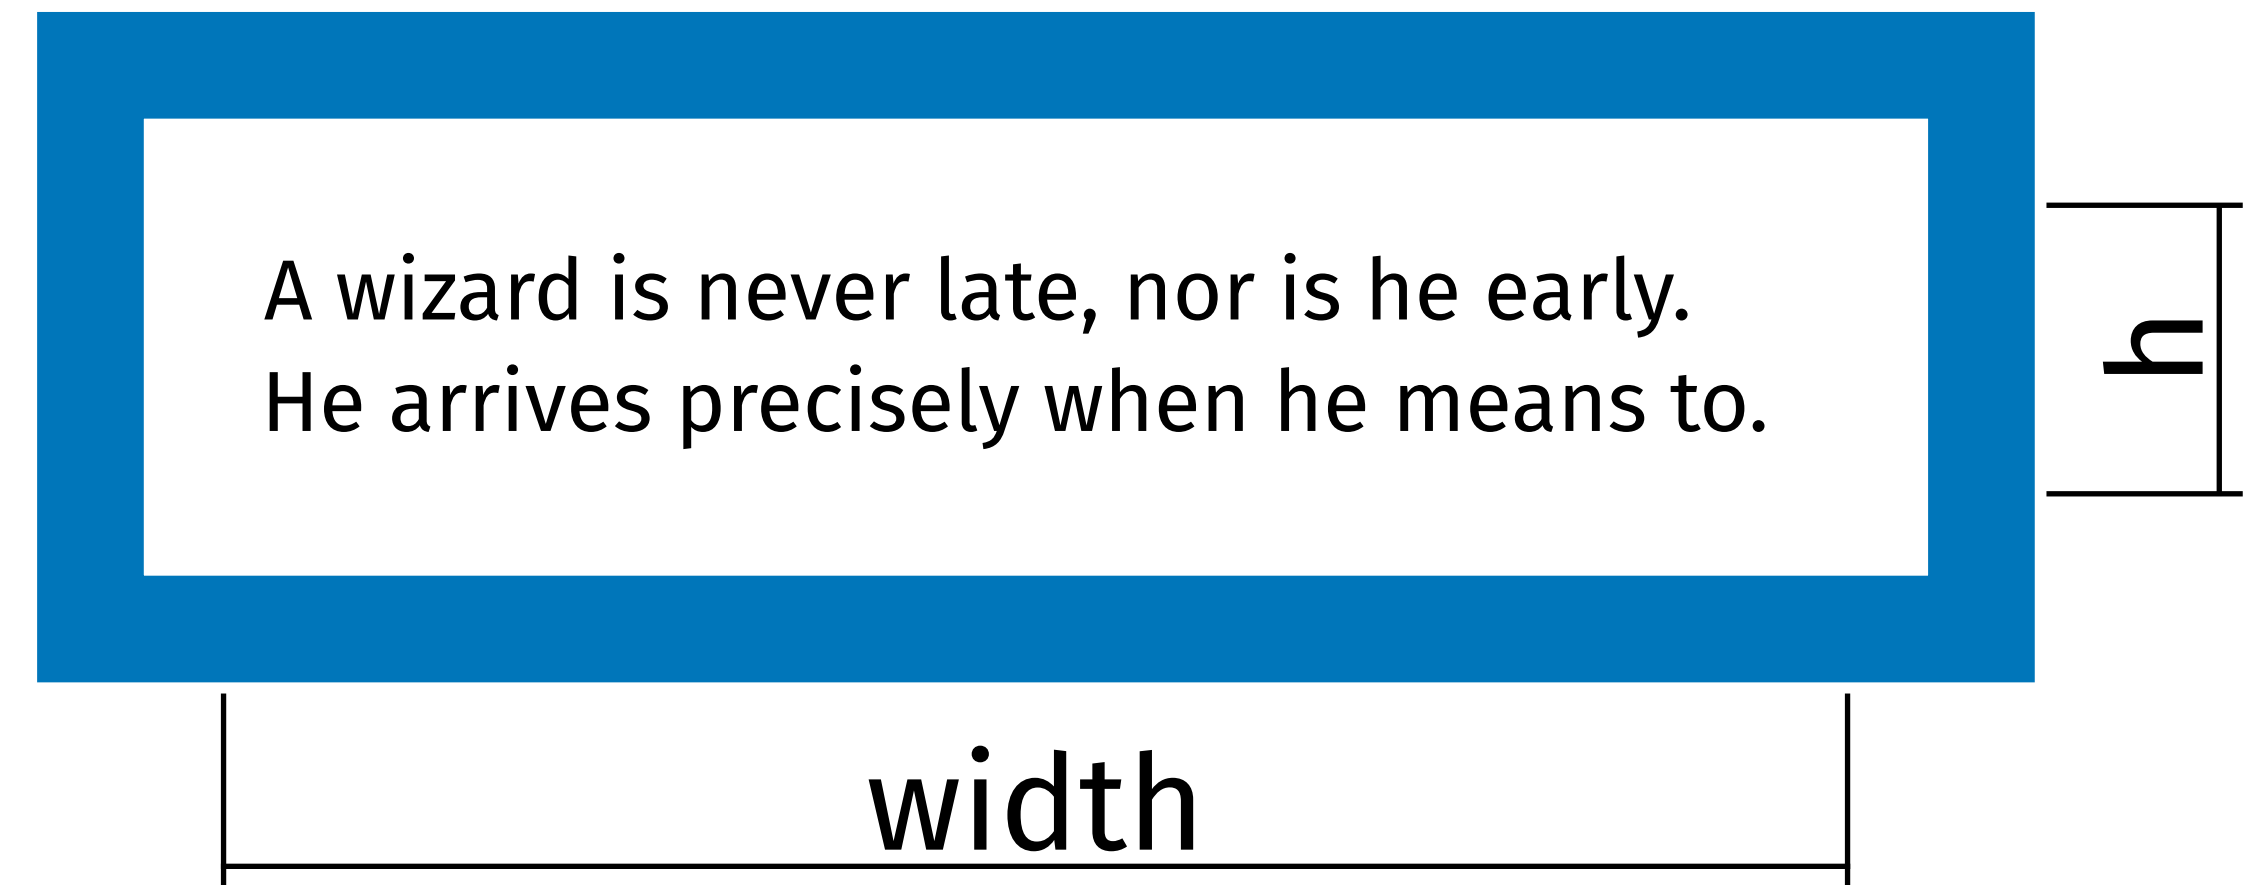 A wizard is never late, nor is he early.
He arrives precisely when he means to.
h
width